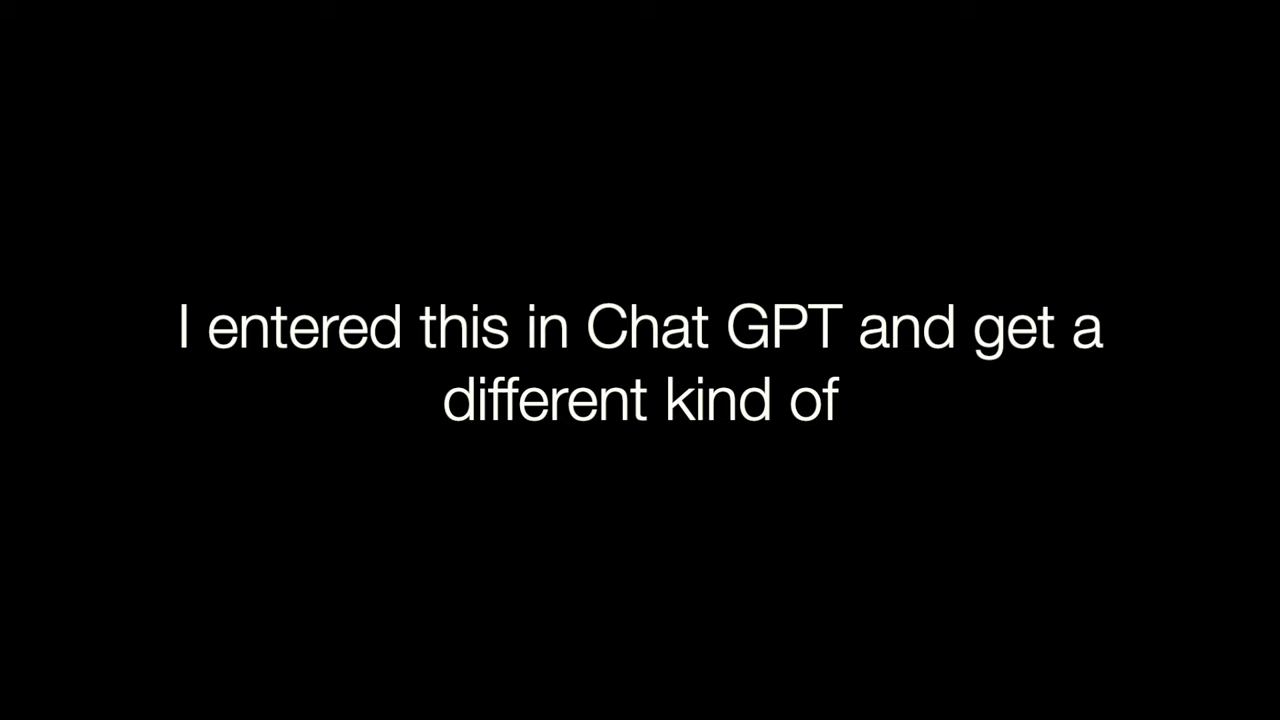 I entered this in Chat GPT and get a
different kind of